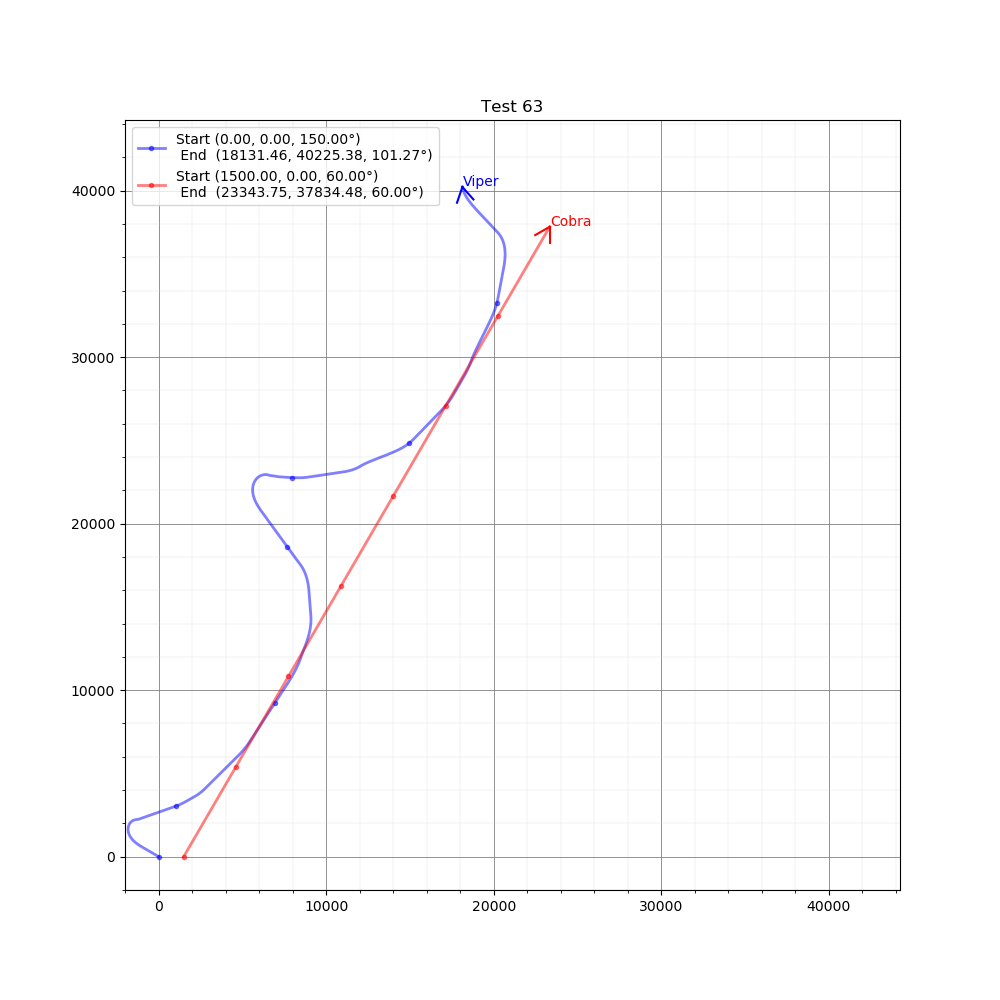 Test 63
Start (0.00, 0.00, 150.00°)
End (18131.46, 40225.38, 101.27°)
Start (1500.00, 0.00, 60.00°)
End (23343.75, 37834.48, 60.00°)
Viper
Cobra
40000
30000
20000
10000
0
0 10000 20000 30000 40000